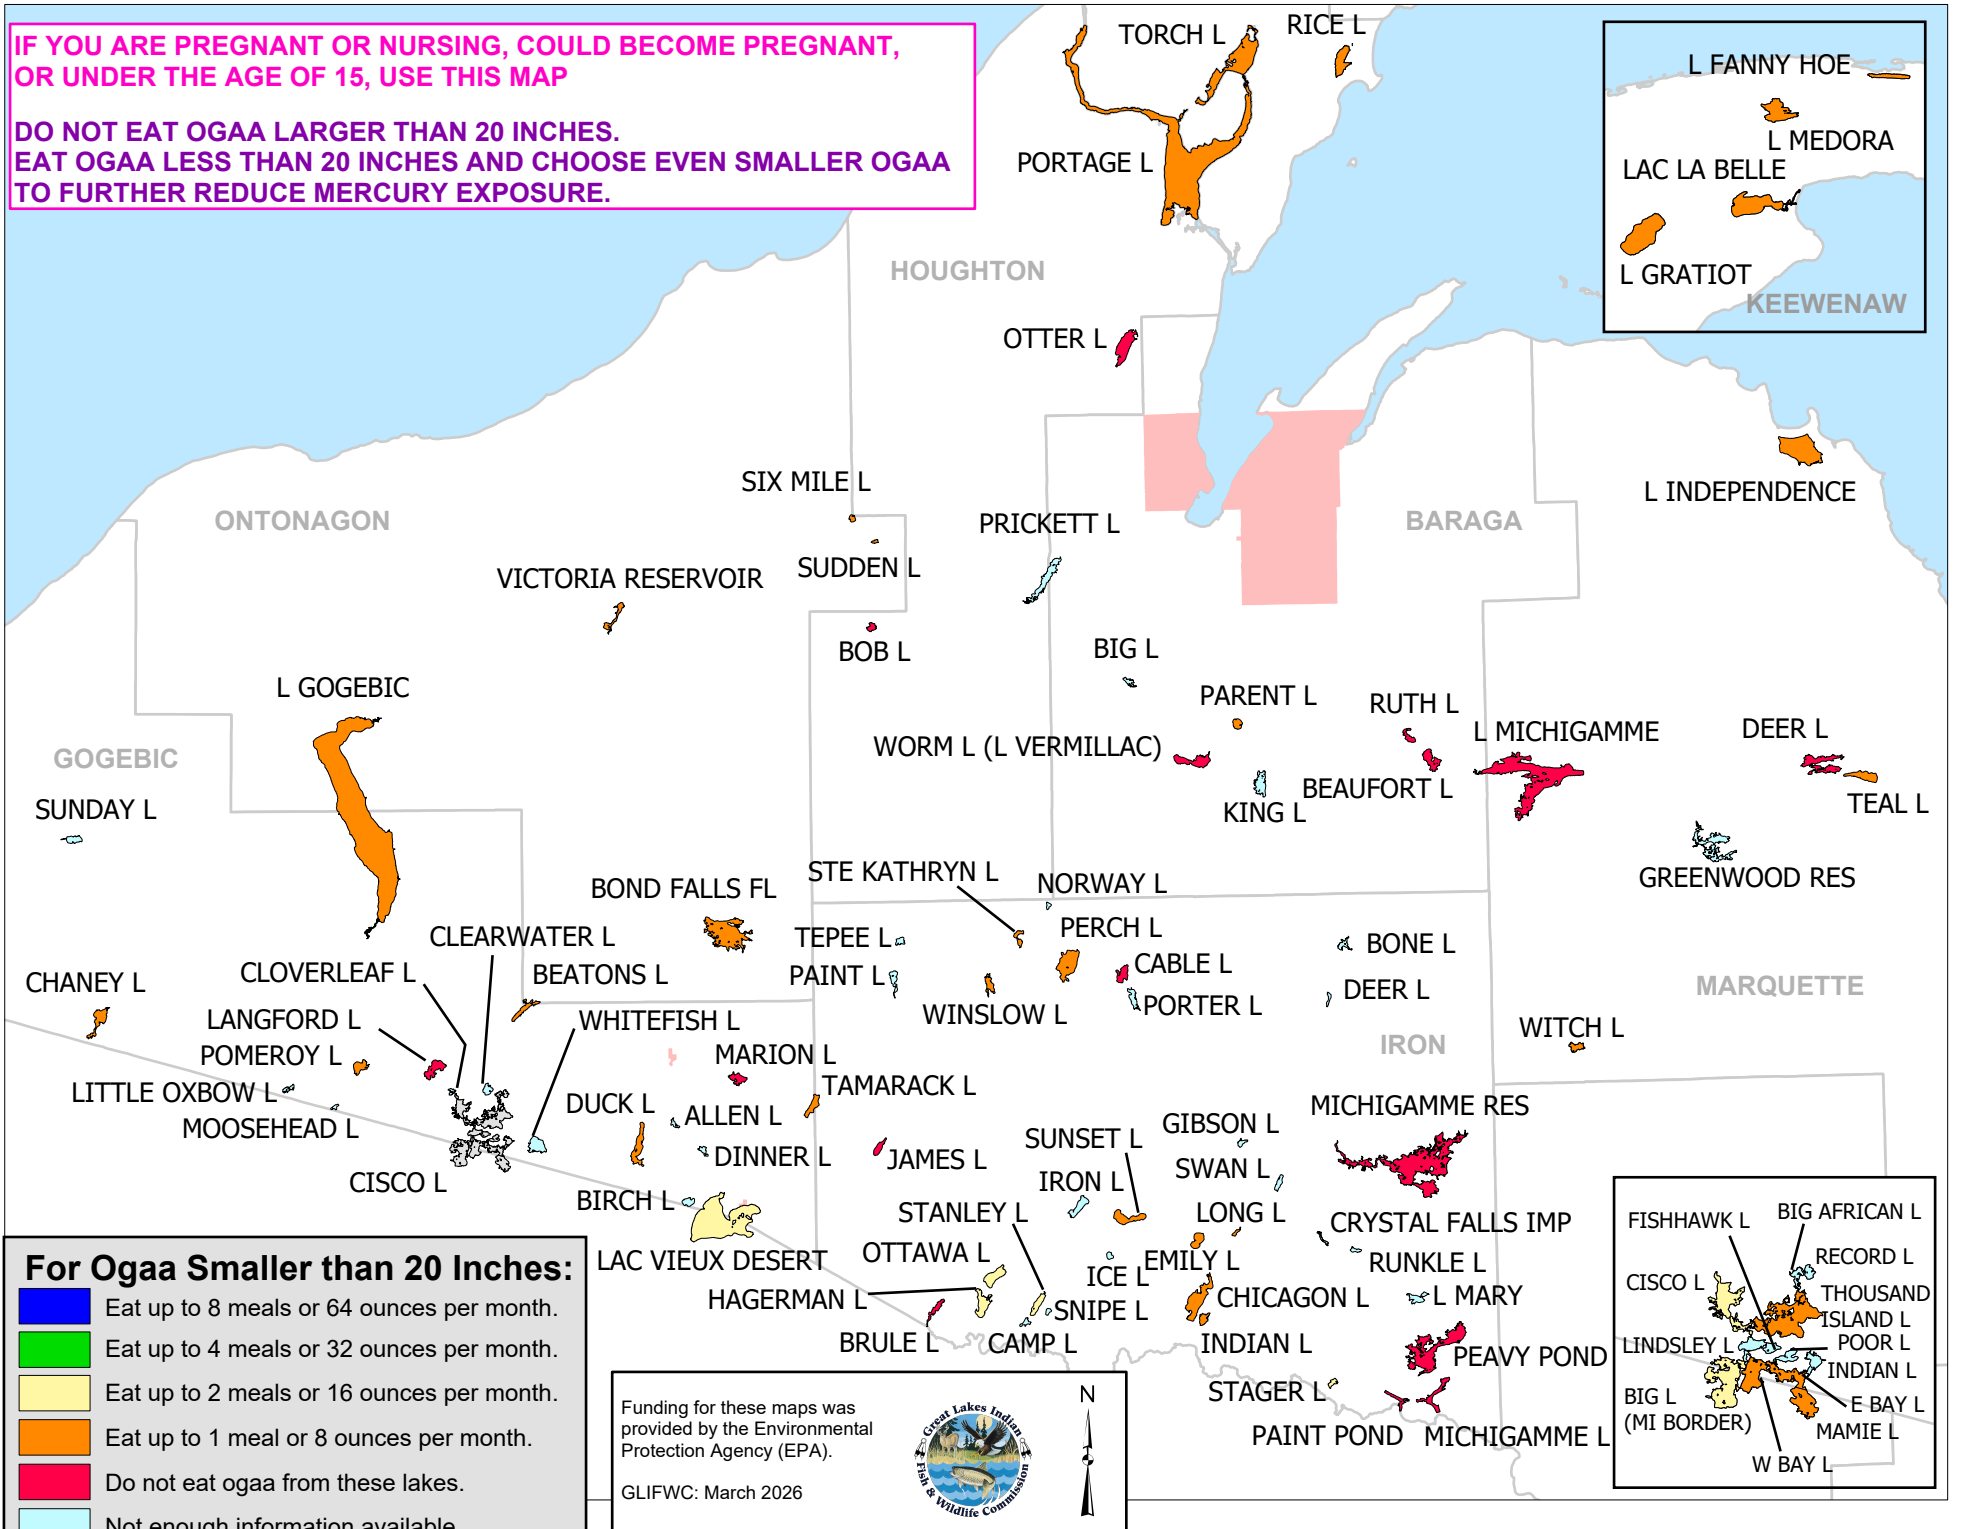 IF YOU ARE PREGNANT OR NURSING, COULD BECOME PREGNANT,
OR UNDER THE AGE OF 15, USE THIS MAP
DO NOT EAT OGAA LARGER THAN 20 INCHES.
EAT OGAA LESS THAN 20 INCHES AND CHOOSE EVEN SMALLER OGAA
TO FURTHER REDUCE MERCURY EXPOSURE.
TORCH L
RICE L
PORTAGE L
L FANNY HOE
L MEDORA
LAC LA BELLE
L GRATIOT
KEEWENAW
HOUGHTON
OTTER L
SIX MILE L
ONTONAGON
PRICKETT L
BARAGA
L INDEPENDENCE
VICTORIA RESERVOIR
SUDDEN L
BOB L
BIG L
L GOGEBIC
PARENT L
RUTH L
L MICHIGAMME
DEER L
GOGEBIC
WORM L (L VERMILLAC)
BEAUFORT L
SUNDAY L
KING L
TEAL L
STE KATHRYN L
NORWAY L
GREENWOOD RES
BOND FALLS FL
CLEARWATER L
TEPEE L
PERCH L
BONE L
CLOVERLEAF L
BEATONS L
PAINT L
CABLE L
CHANEY L
DEER L
MARQUETTE
PORTER L
LANGFORD L
WHITEFISH L
WINSLOW L
WITCH L
POMEROY L
MARION L
IRON
LITTLE OXBOW L
TAMARACK L
MOOSEHEAD L
DUCK L
ALLEN L
MICHIGAMME RES
GIBSON L
SUNSET L
DINNER L
JAMES L
SWAN L
CISCO L
IRON L
BIRCH L
STANLEY L
LONG L
CRYSTAL FALLS IMP
LAC VIEUX DESERT
OTTAWA L
EMILY L
RUNKLE L
ICE L
HAGERMAN L
CHICAGON L
L MARY
SNIPE L
BRULE L
CAMP L
INDIAN L
PEAVY POND
STAGER L
PAINT POND
MICHIGAMME L
FISHHAWK L
BIG AFRICAN L
RECORD L
CISCO L
THOUSAND
ISLAND L
LINDSLEY L
POOR L
INDIAN L
BIG L
(MI BORDER)
E BAY L
MAMIE L
W BAY L
For Ogaa Smaller than 20 Inches:
Eat up to 8 meals or 64 ounces per month.
Eat up to 4 meals or 32 ounces per month.
Eat up to 2 meals or 16 ounces per month.
Eat up to 1 meal or 8 ounces per month.
Do not eat ogaa from these lakes.
Not enough information available
Funding for these maps was
provided by the Environmental
Protection Agency (EPA).
GLIFWC: March 2026
Great Lakes Indian
Fish & Wildlife Commission
N